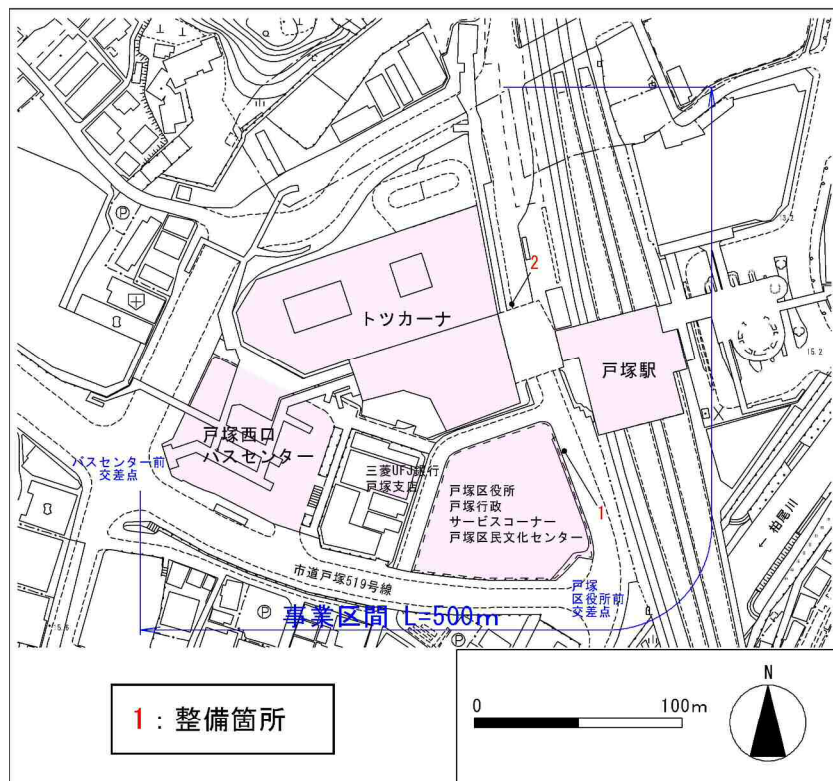 2
トツカーナ
戸塚駅
戸塚西口
バスセンター
バスセンター前
交差点
三菱UFJ銀行
戸塚支店
戸塚区役所
戸塚行政
サービスコーナー
戸塚区民文化センター
1
← 柏尾川
市道戸塚519号線
戸塚
区役所前
交差点
事業区間 L=500m
P
P
P
15.2
1：整備箇所
0
100m
N